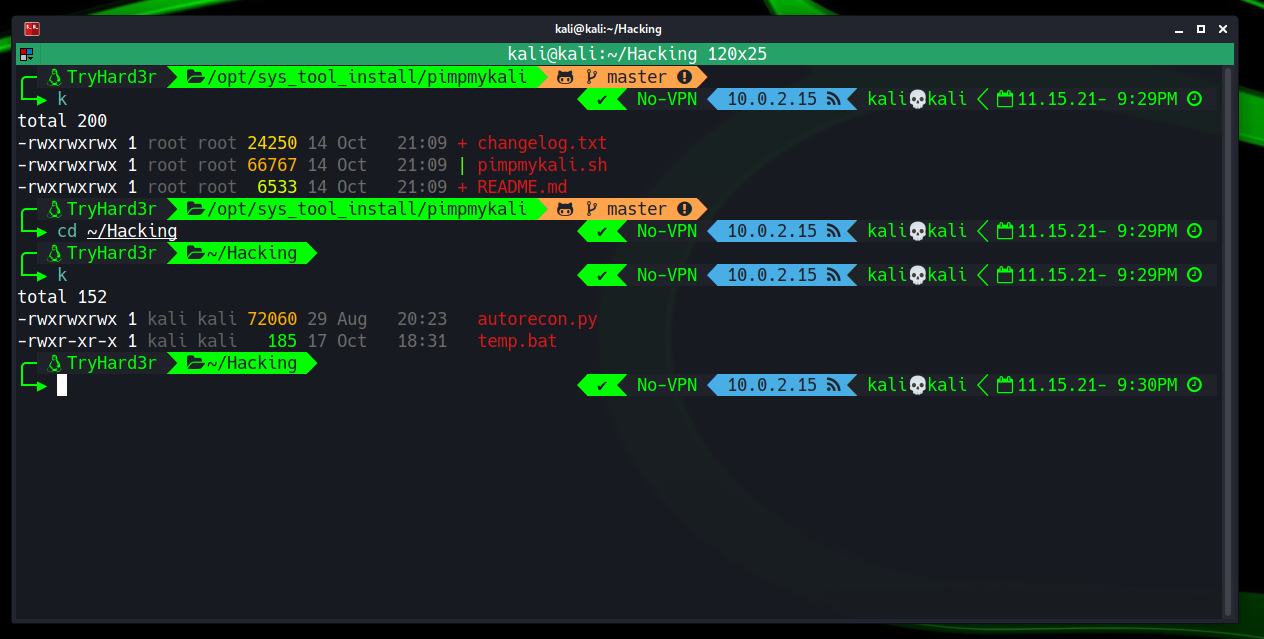 kali@kali:~/Hacking
kali@kali:~/Hacking 120x25
TryHard3r /opt/sys_tool_install/pimpmykali master
k No-VPN 10.0.2.15 kali💀kali 11.15.21- 9:29PM
total 200
-rwxrwxrwx 1 root root 24250 14 Oct 21:09 + changelog.txt
-rwxrwxrwx 1 root root 66767 14 Oct 21:09 | pimpmykali.sh
-rwxrwxrwx 1 root root 6533 14 Oct 21:09 + README.md
TryHard3r /opt/sys_tool_install/pimpmykali master
cd ~/Hacking No-VPN 10.0.2.15 kali💀kali 11.15.21- 9:29PM
TryHard3r ~/Hacking
k No-VPN 10.0.2.15 kali💀kali 11.15.21- 9:29PM
total 152
-rwxrwxrwx 1 kali kali 72060 29 Aug 20:23 autorecon.py
-rwxr-xr-x 1 kali kali 185 17 Oct 18:31 temp.bat
TryHard3r ~/Hacking
No-VPN 10.0.2.15 kali💀kali 11.15.21- 9:30PM